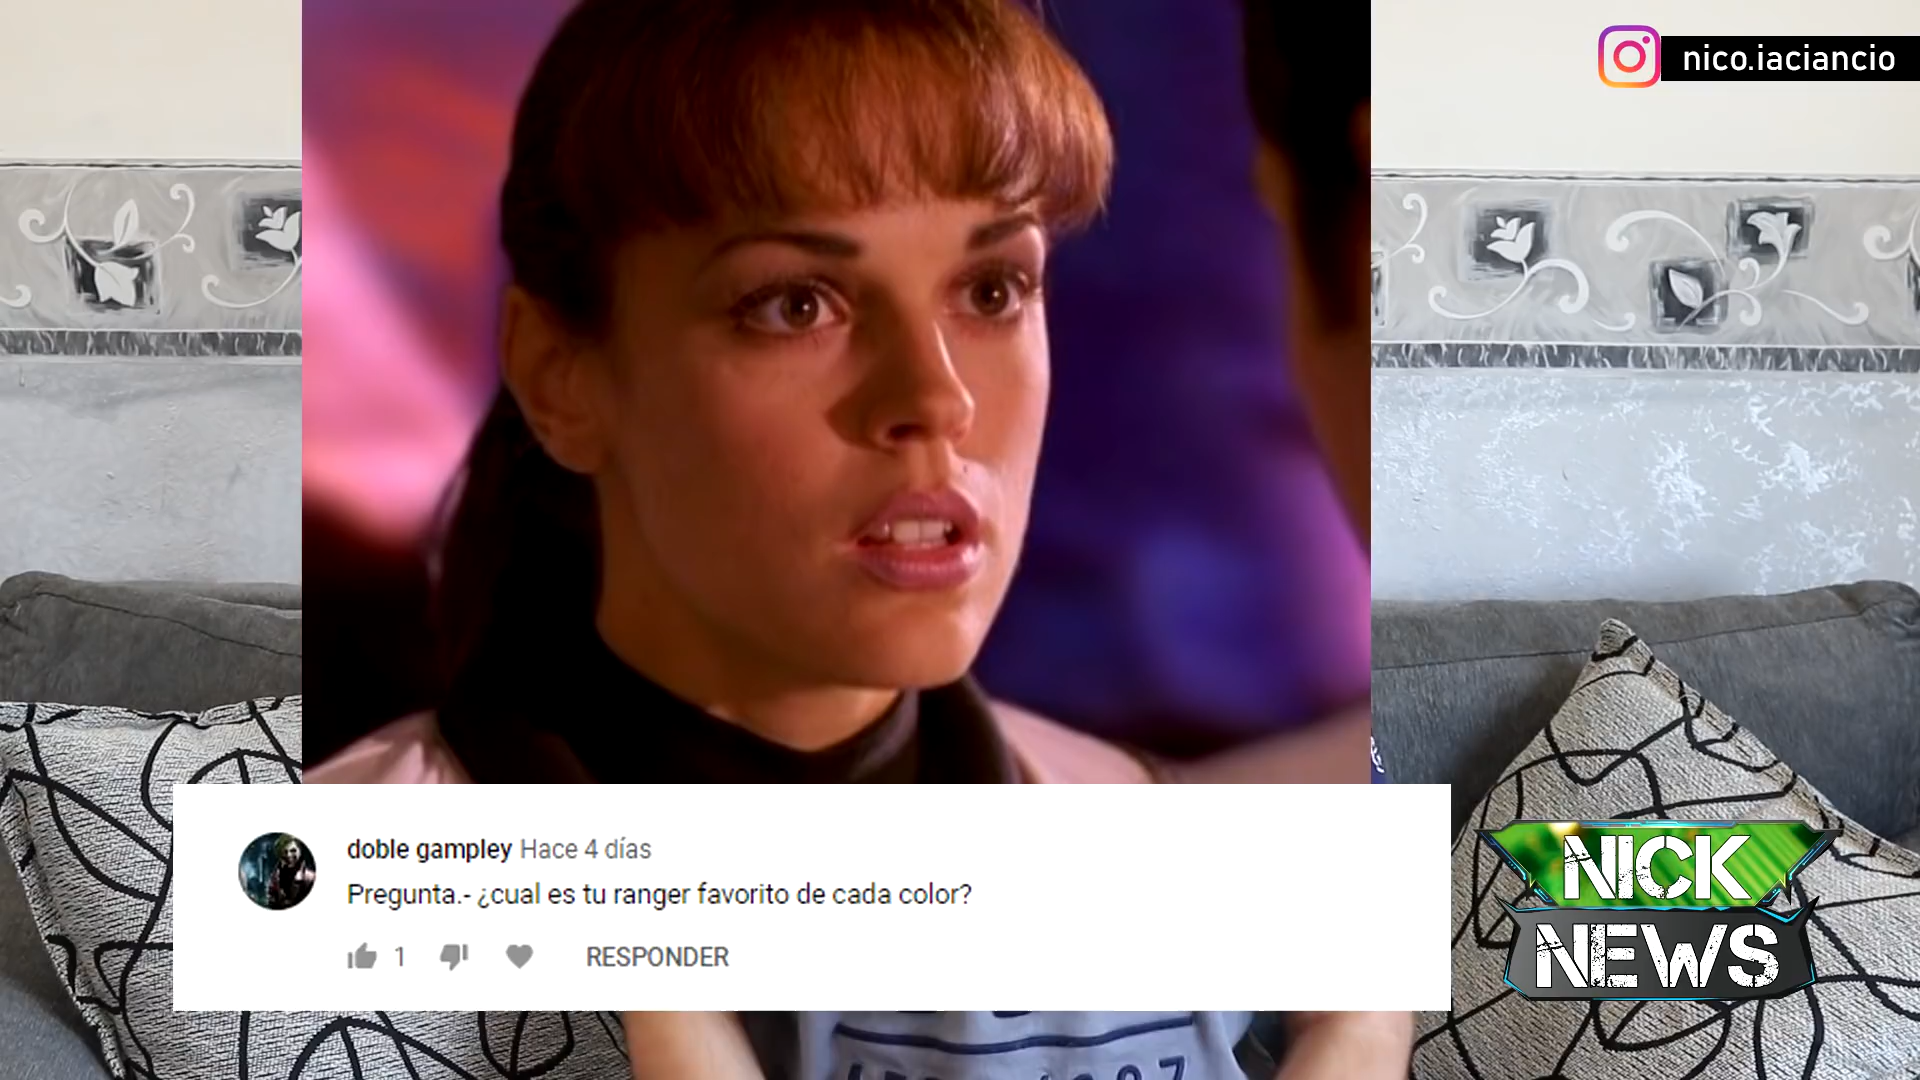 nico.iaciancio
doble gampley Hace 4 días
Pregunta.- ¿cual es tu ranger favorito de cada color?
1 RESPONDER
NICK
NEWS